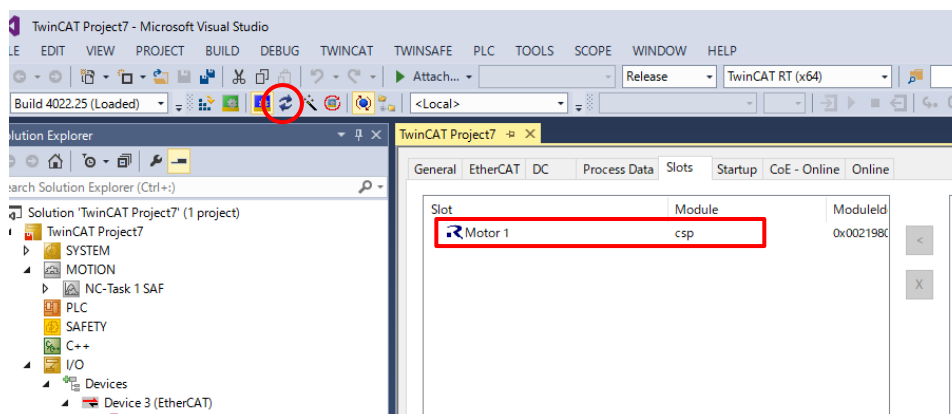 TwinCAT Project7 - Microsoft Visual Studio
LE EDIT VIEW PROJECT BUILD DEBUG TWINCAT TWINSAFE PLC TOOLS SCOPE WINDOW HELP
Attach... Release TwinCAT RT (x64)
Build 4022.25 (Loaded) <Local>
olution Explorer
TwinCAT Project7
General EtherCAT DC Process Data Slots Startup CoE - Online Online
earch Solution Explorer (Ctrl+:)
Slot Module ModuleId
Solution 'TwinCAT Project7' (1 project)
TwinCAT Project7
Motor 1 csp 0x002198
SYSTEM
<
MOTION
NC-Task 1 SAF
X
PLC
SAFETY
C++
I/O
Devices
Device 3 (EtherCAT)